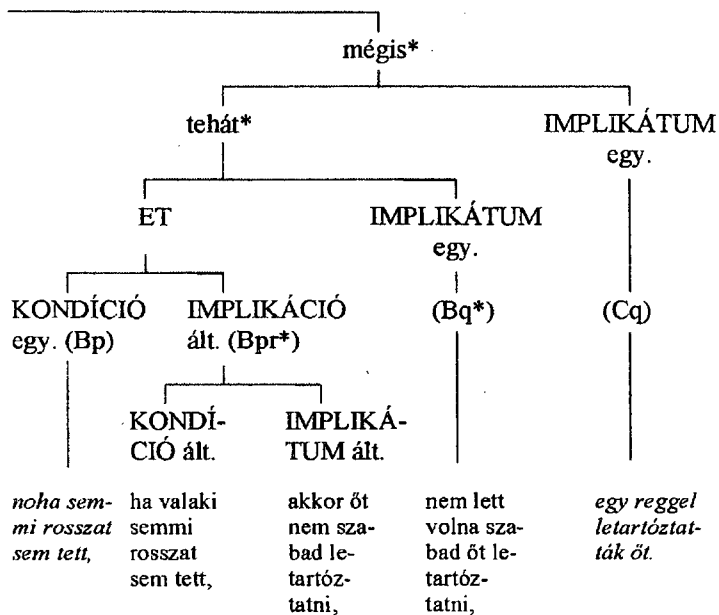 mégis*
tehát* IMPLIKÁTUM
egy.
ET IMPLIKÁTUM
egy.
KONDÍCIÓ IMPLIKÁCIÓ (Bq*) (Cq)
egy. (Bp) ált. (Bpr*)
KONDÍ- IMPLIKÁ-
CIÓ ált. TUM ált.
noha sem- ha valaki akkor őt nem lett egy reggel
mi rosszat semmi nem sza- volna sza- letartóztat-
sem tett, rosszat bad le- bad őt le- ták őt.
sem tett, tartóz- tartóz-
tatni, tatni,